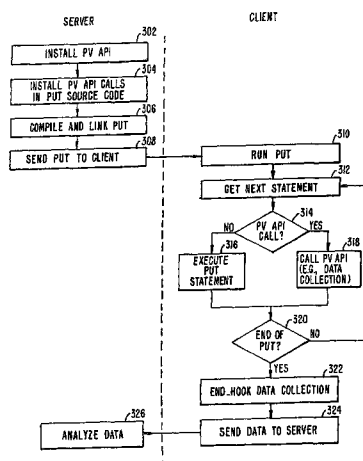 SERVER
CLIENT
302
INSTALL PV API
304
INSTALL PV API CALLS
IN PUT SOURCE CODE
306
COMPILE AND LINK PUT
308
SEND PUT TO CLIENT
310
RUN PUT
312
GET NEXT STATEMENT
314
PV API
CALL?
NO
YES
316
EXECUTE
PUT
STATEMENT
318
CALL PV API
(E.G., DATA
COLLECTION)
320
END OF
PUT?
NO
YES
322
END_HOOK DATA COLLECTION
324
SEND DATA TO SERVER
326
ANALYZE DATA